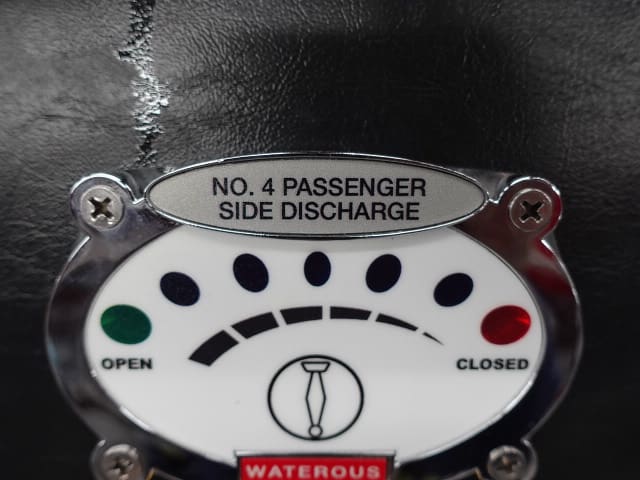 NO. 4 PASSENGER
SIDE DISCHARGE
OPEN
CLOSED
WATEROUS